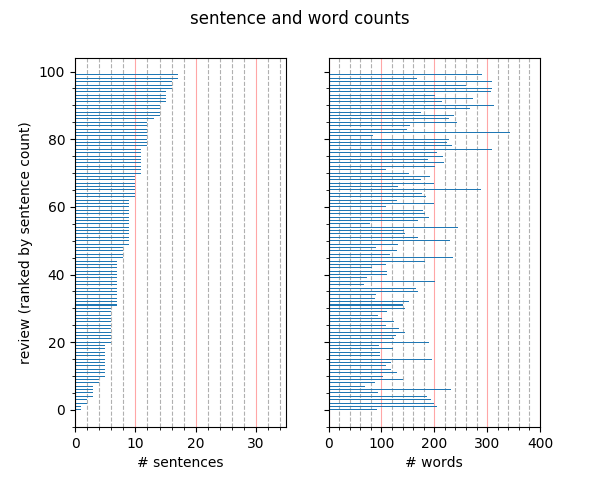 sentence and word counts
review (ranked by sentence count)
100
80
60
40
20
0
0 10 20 30
# sentences
0 100 200 300 400
# words